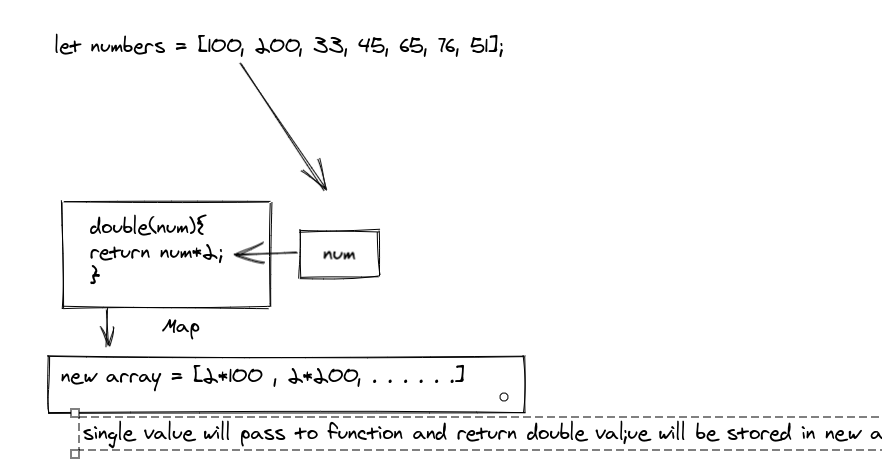 let numbers = [100, 200, 33, 45, 65, 76, 51];
double(num){
return num*2;
}
num
Map
new array = [2*100 , 2*200, . . . . . .]
single value will pass to function and return double val;ue will be stored in new a